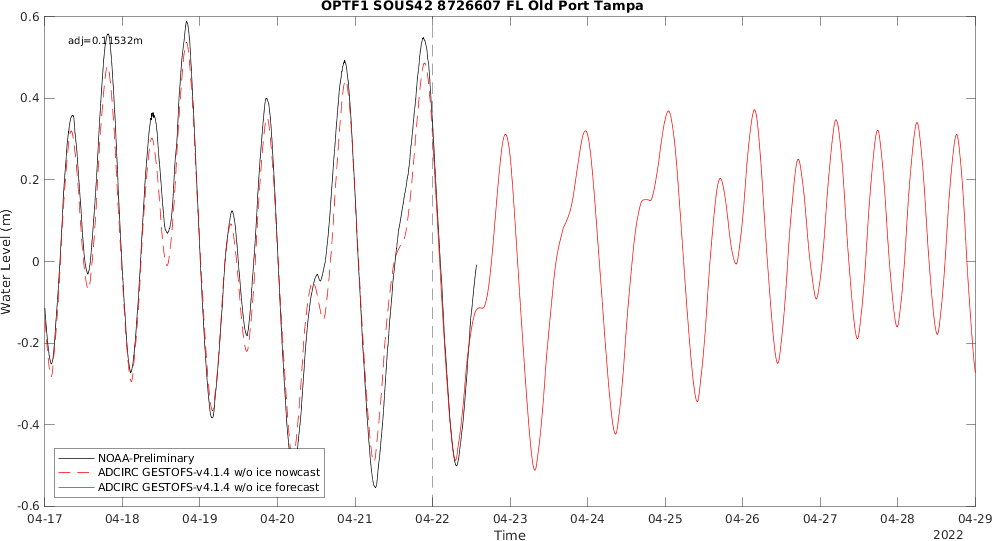 OPTF1 SOUS42 8726607 FL Old Port Tampa
adj=0.11532m
0.6
0.4
0.2
0
-0.2
-0.4
-0.6
Water Level (m)
NOAA-Preliminary
ADCIRC GESTOFS-v4.1.4 w/o ice nowcast
ADCIRC GESTOFS-v4.1.4 w/o ice forecast
04-17 04-18 04-19 04-20 04-21 04-22 04-23 04-24 04-25 04-26 04-27 04-28 04-29
Time
2022